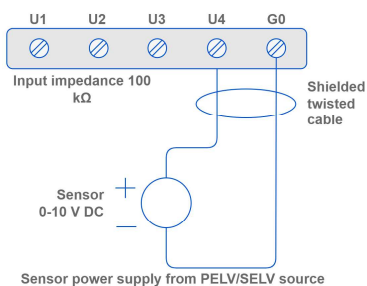 U1 U2 U3 U4 G0
Input impedance 100
kΩ
Shielded
twisted
cable
+
Sensor
0-10 V DC
—
Sensor power supply from PELV/SELV source